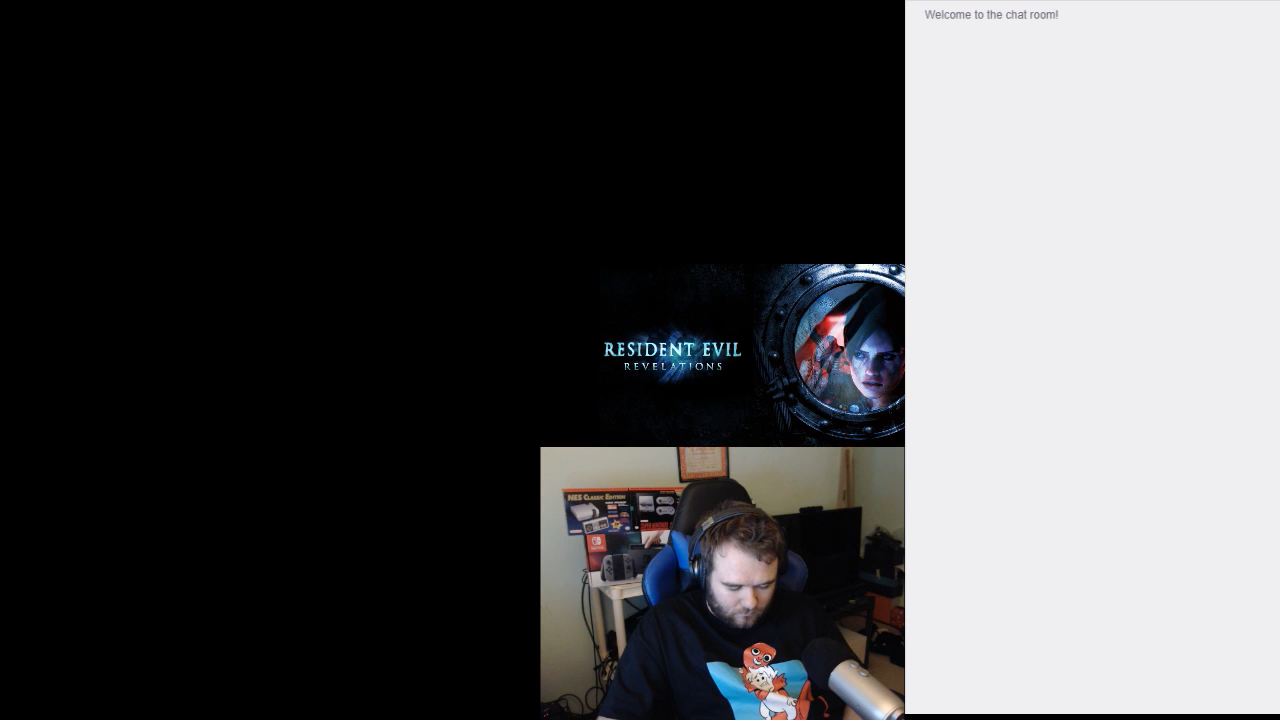 Welcome to the chat room!
RESIDENT EVIL
REVELATIONS
NES CLASSIC EDITION